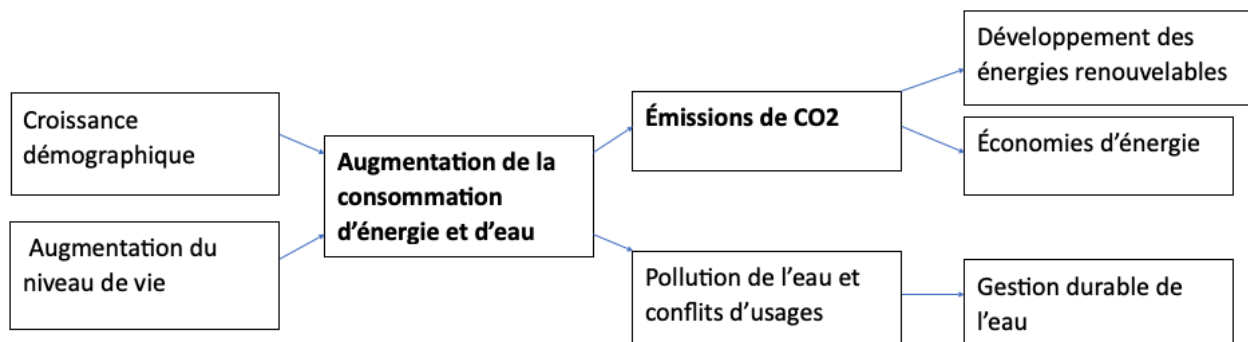 Croissance
démographique
Augmentation du
niveau de vie
Augmentation de la
consommation
d’énergie et d’eau
Émissions de CO2
Pollution de l’eau et
conflits d’usages
Développement des
énergies renouvelables
Économies d’énergie
Gestion durable de
l’eau